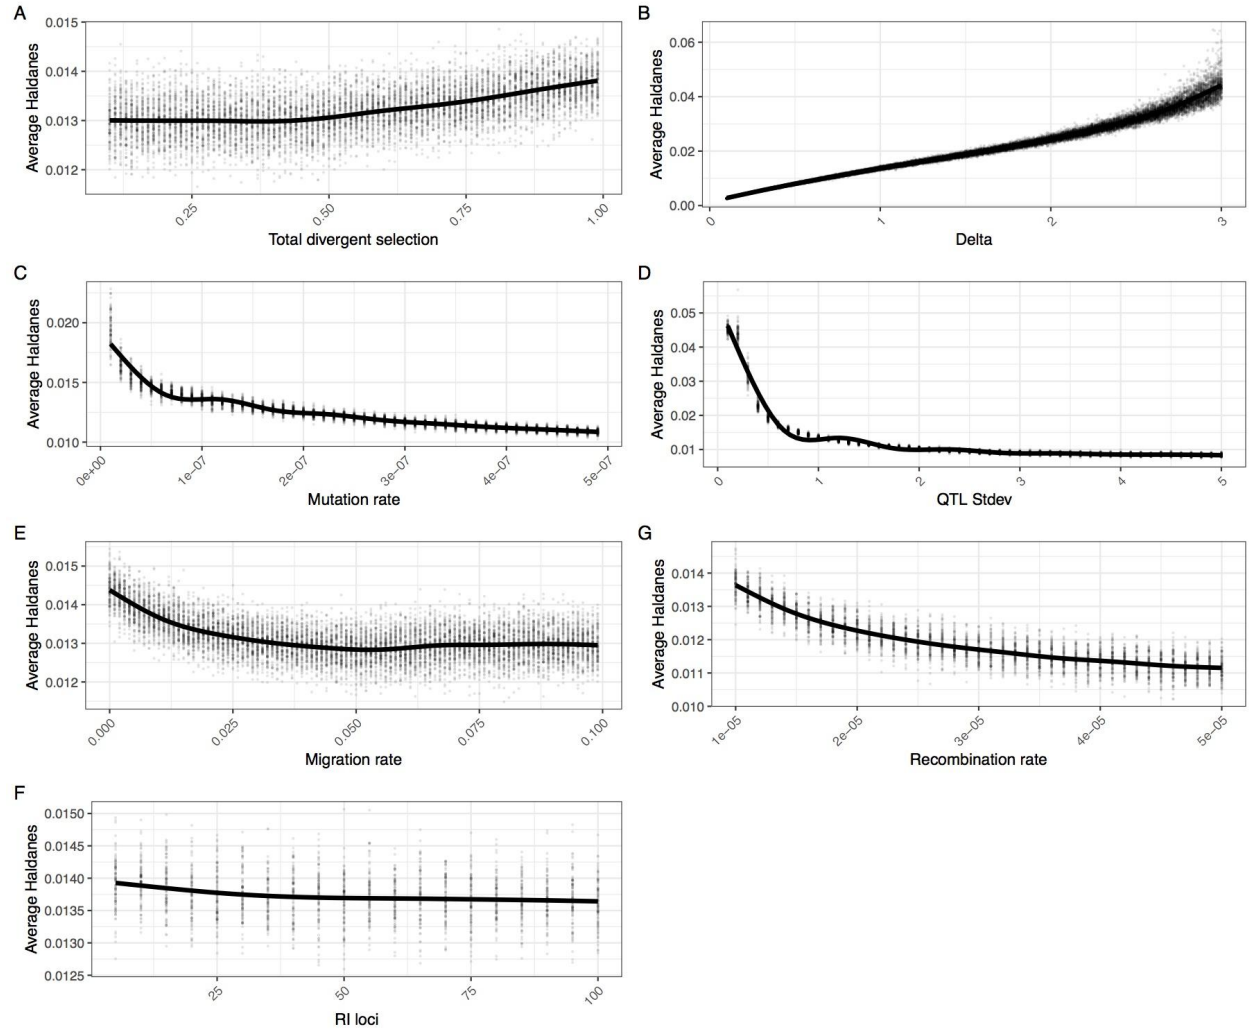 A
Average Haldanes
0.015
0.014
0.013
0.012
0.25
0.50
0.75
1.00
Total divergent selection
B
Average Haldanes
0.06
0.04
0.02
0.00
0
1
2
3
Delta
C
Average Haldanes
0.020
0.015
0.010
0e+00
1e−07
2e−07
3e−07
4e−07
5e−07
Mutation rate
D
Average Haldanes
0.05
0.04
0.03
0.02
0.01
0
1
2
3
4
5
QTL Stdev
E
Average Haldanes
0.015
0.014
0.013
0.012
0.000
0.025
0.050
0.075
0.100
Migration rate
G
Average Haldanes
0.014
0.013
0.012
0.011
0.010
1e−05
2e−05
3e−05
4e−05
5e−05
Recombination rate
F
Average Haldanes
0.0150
0.0145
0.0140
0.0135
0.0130
0.0125
25
50
75
100
RI loci